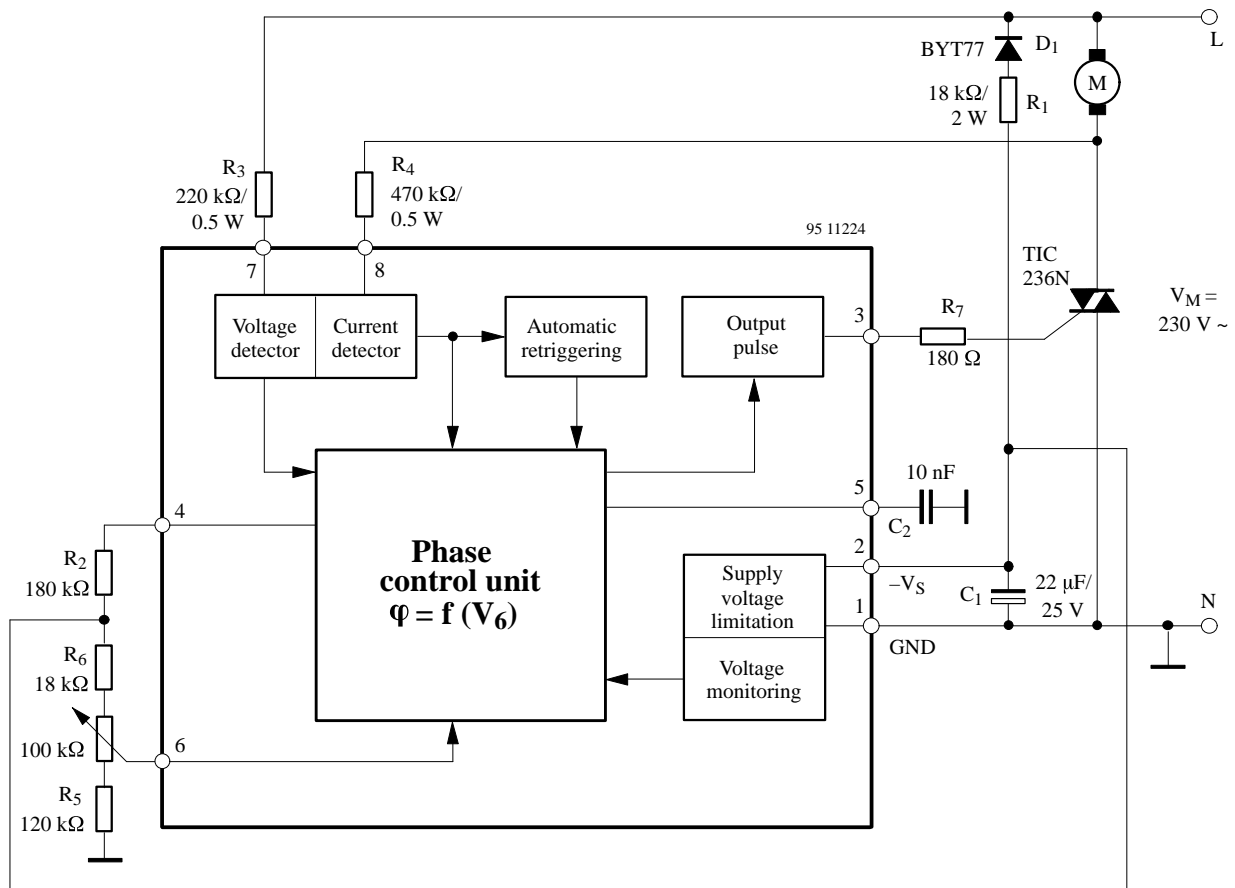 L
BYT77
D1
18 kΩ/
2 W
R1
M
R3
220 kΩ/
0.5 W
R4
470 kΩ/
0.5 W
95 11224
7
8
TIC
236N
VM =
230 V ~
Voltage
detector
Current
detector
Automatic
retriggering
Output
pulse
3
R7
180 Ω
10 nF
5
C2
4
R2
180 kΩ
Phase
control unit
φ = f (V6)
2
–VS
Supply
voltage
limitation
C1
22 μF/
25 V
1
N
GND
Voltage
monitoring
R6
18 kΩ
100 kΩ
6
R5
120 kΩ